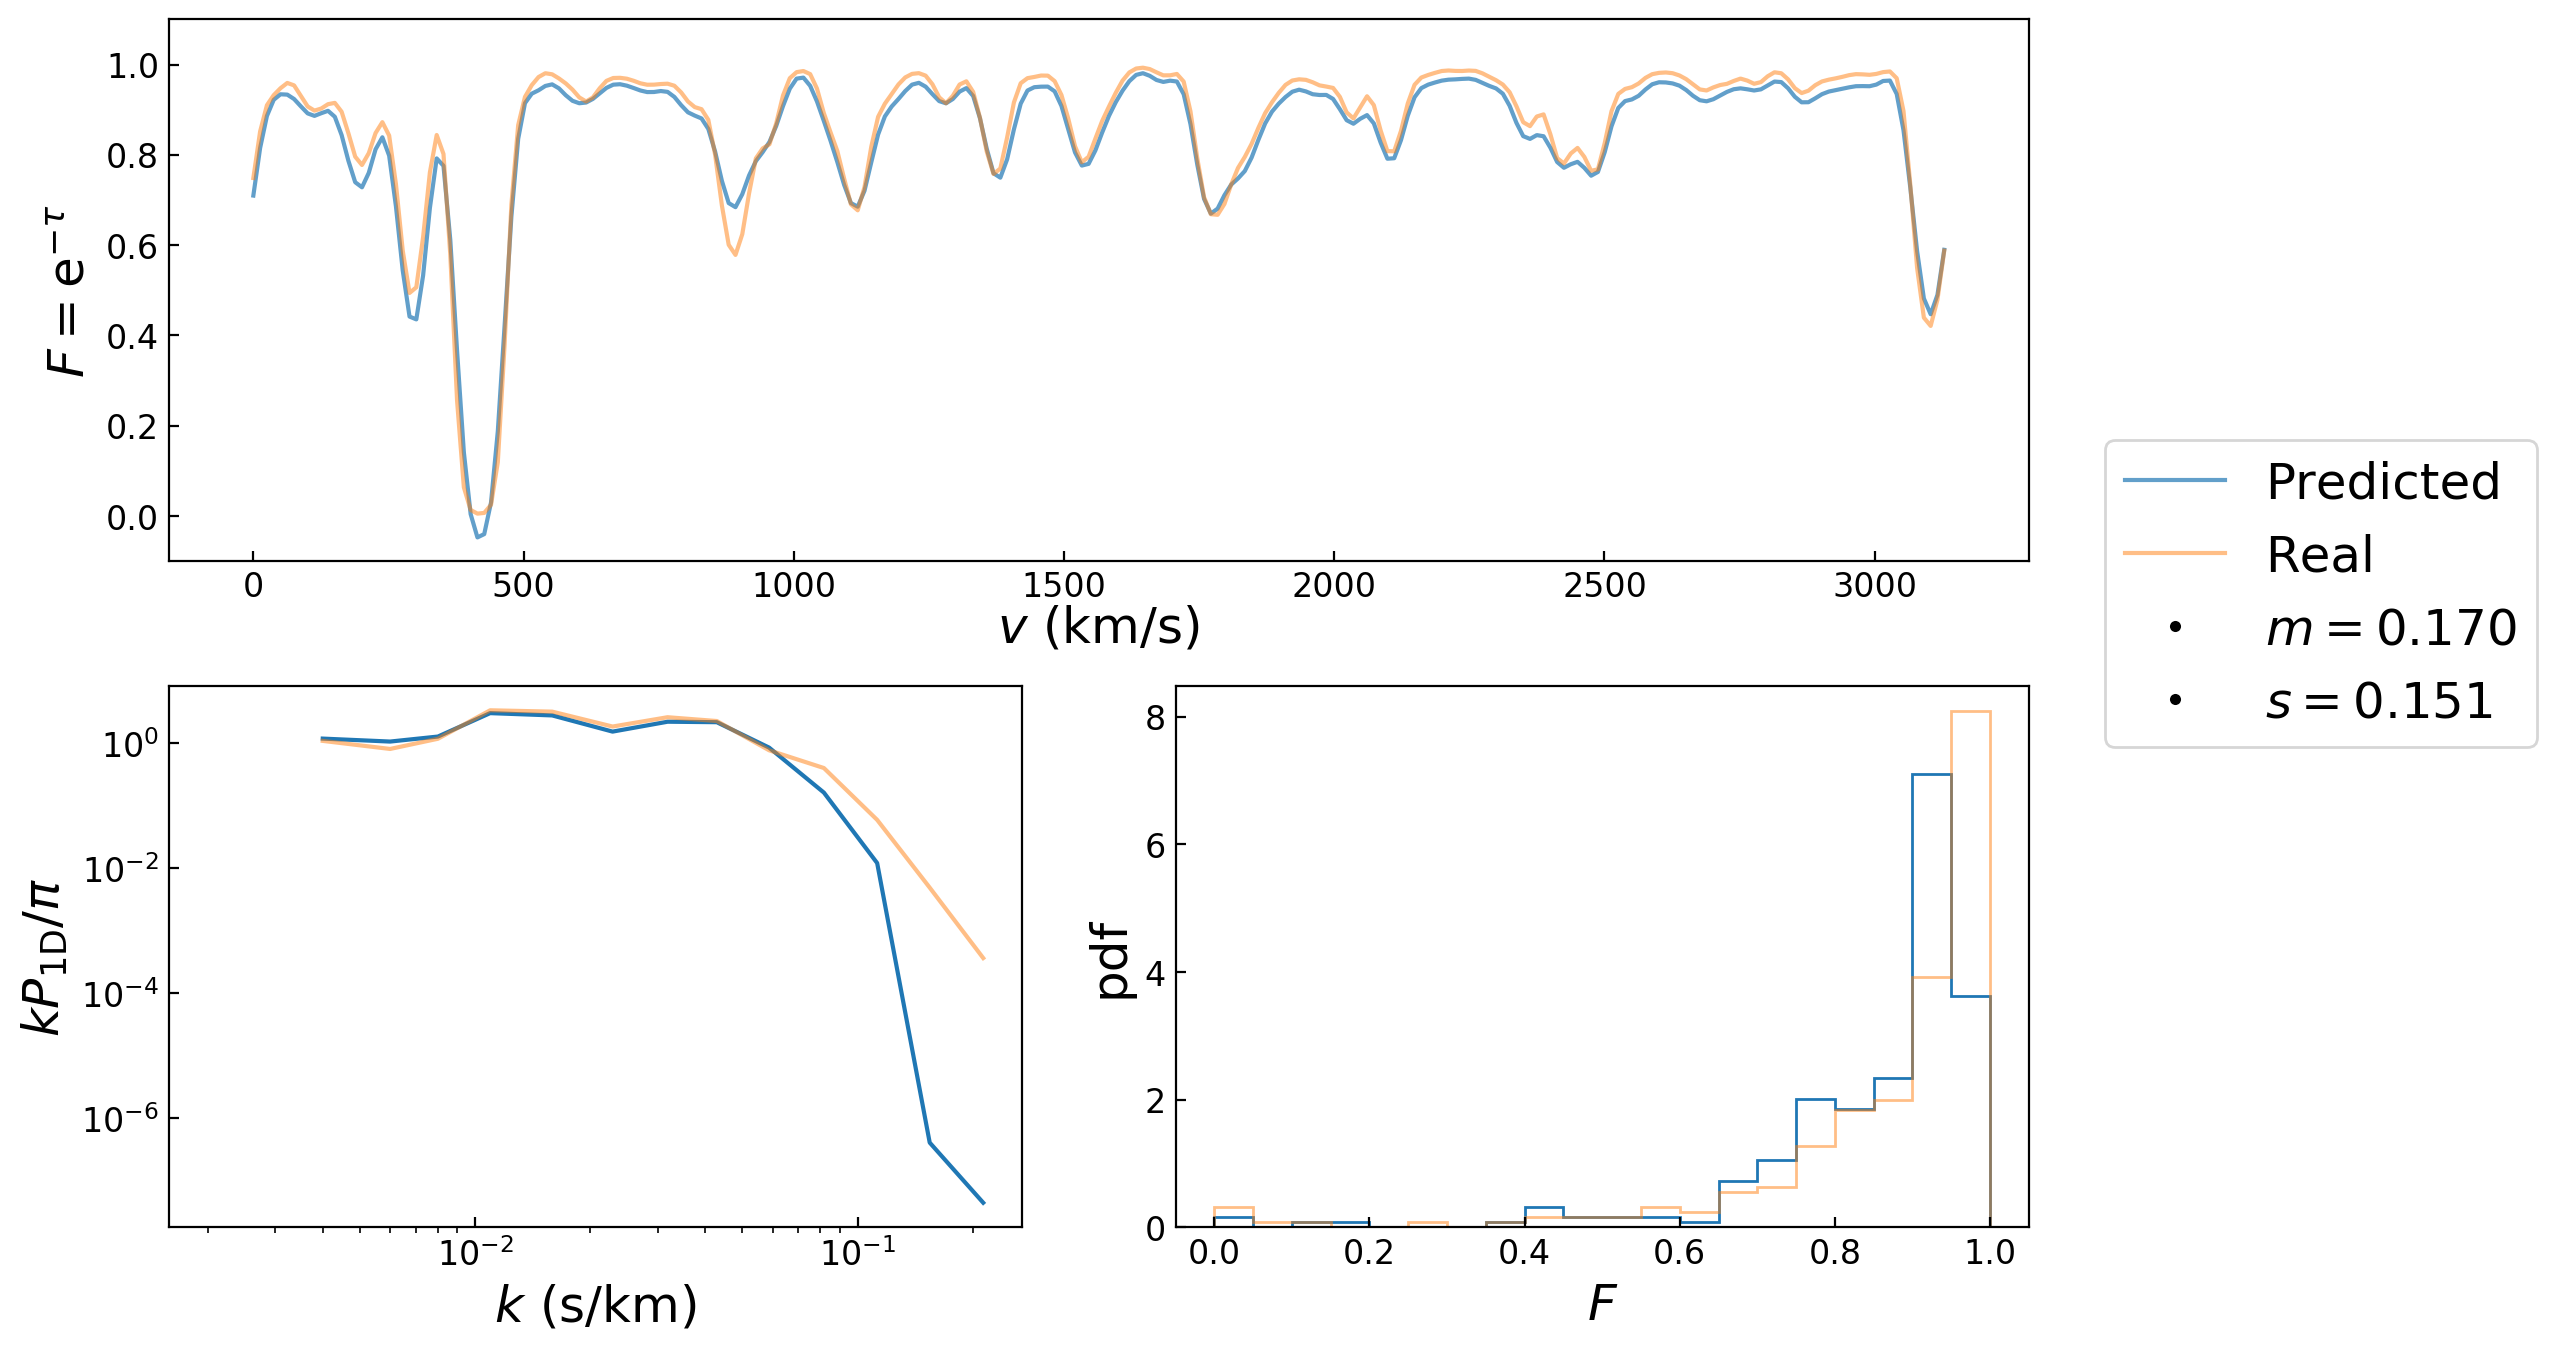 F = e^{-τ}
1.0
0.8
0.6
0.4
0.2
0.0
0 500 1000 1500 2000 2500 3000
v (km/s)
Predicted
Real
m = 0.170
s = 0.151
kP_{1D}/π
10^0
10^{-2}
10^{-4}
10^{-6}
10^{-2} 10^{-1}
k (s/km)
pdf
8
6
4
2
0
0.0 0.2 0.4 0.6 0.8 1.0
F